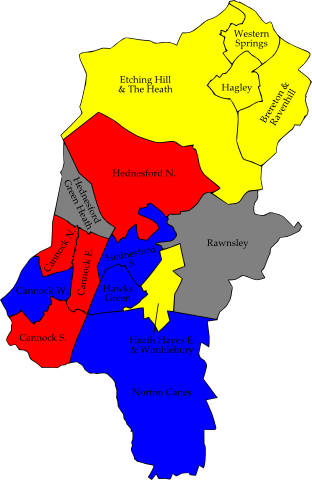 Western
Springs
Etching Hill
& The Heath
Hagley
Brereton &
Ravenhill
Hednesford N.
Hednesford
Green Heath
Rawnsley
Cannock N.
Cannock E.
Hednesford
S.
Cannock W.
Hawks
Green
Cannock S.
Heath Hayes E.
& Wimblebury
Norton Canes